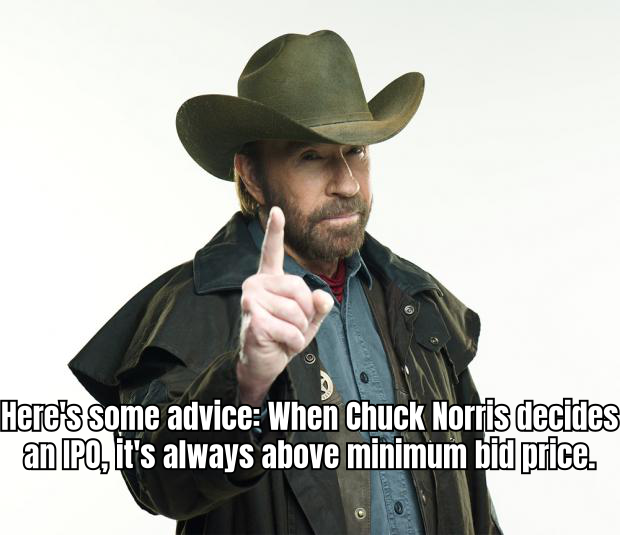 Here's some advice: When Chuck Norris decides
an IPO, it's always above minimum bid price.